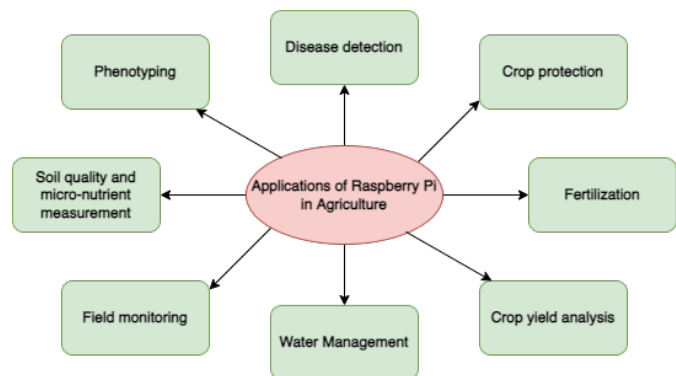 Disease detection
Phenotyping
Crop protection
Soil quality and
micro-nutrient
measurement
Applications of Raspberry Pi
in Agriculture
Fertilization
Field monitoring
Crop yield analysis
Water Management